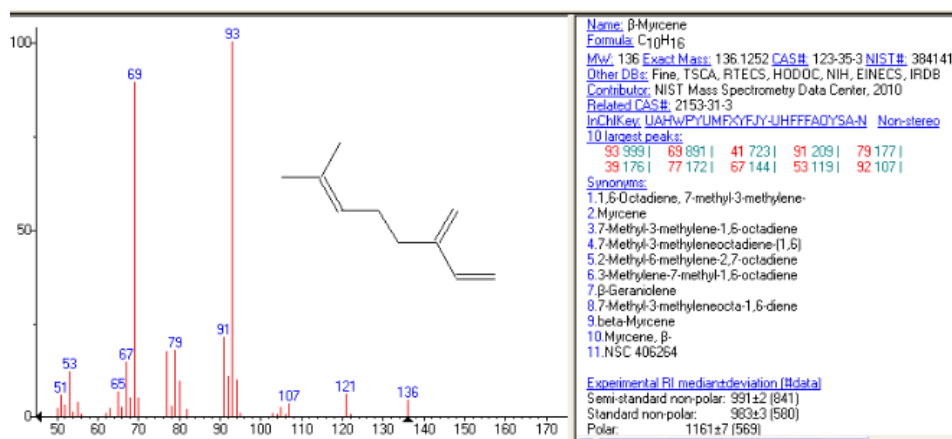 100
50
0
93
69
91
79
67
53
51
65
107
121
136
50 60 70 80 90 100 110 120 130 140 150 160 170
Name: β-Myrcene
Formula: C10H16
MW: 136 Exact Mass: 136.1252 CAS#: 123-35-3 NIST#: 384141
Other DBs: Fine, TSCA, RTECS, HODOC, NIH, EINECS, IRDB
Contributor: NIST Mass Spectrometry Data Center, 2010
Related CAS#: 2153-31-3
InChIKey: UAHWPYUMFXYFJY-UHFFFAOYSA-N Non-stereo
10 largest peaks:
93 999 | 69 891 | 41 723 | 91 209 | 79 177 |
39 176 | 77 172 | 67 144 | 53 119 | 92 107 |
Synonyms:
1.1,6-Octadiene, 7-methyl-3-methylene-
2.Myrcene
3.7-Methyl-3-methylene-1,6-octadiene
4.7-Methyl-3-methyleneoctadiene-(1,6)
5.2-Methyl-6-methylene-2,7-octadiene
6.3-Methylene-7-methyl-1,6-octadiene
7.β-Geraniolene
8.7-Methyl-3-methyleneocta-1,6-diene
9.beta-Myrcene
10.Myrcene, β-
11.NSC 406264
Experimental RI median±deviation (#data)
Semi-standard non-polar: 991±2 (841)
Standard non-polar: 983±3 (580)
Polar: 1161±7 (569)